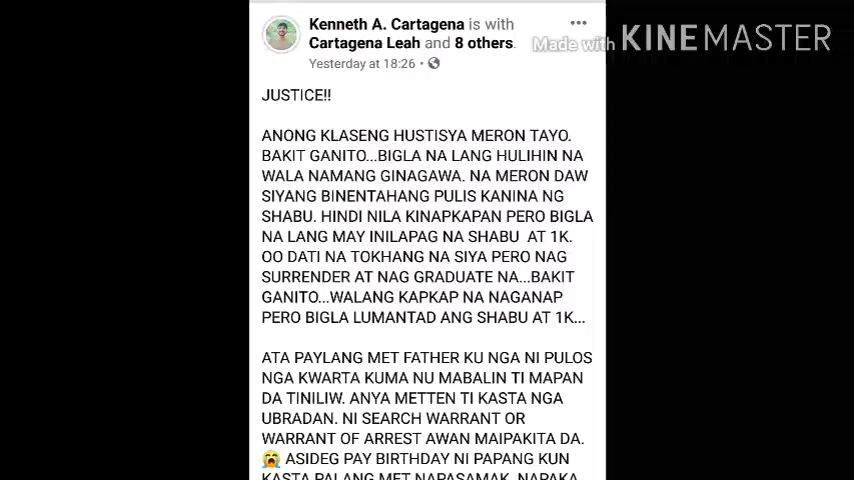 Kenneth A. Cartagena is with
Cartagena Leah and 8 others.
Yesterday at 18:26
Made with KINEMASTER
JUSTICE!!
ANONG KLASENG HUSTISYA MERON TAYO.
BAKIT GANITO...BIGLA NA LANG HULIHIN NA
WALA NAMANG GINAGAWA. NA MERON DAW
SIYANG BINENTAHANG PULIS KANINA NG
SHABU. HINDI NILA KINAPKAPAN PERO BIGLA
NA LANG MAY INILAPAG NA SHABU AT 1K.
OO DATI NA TOKHANG NA SIYA PERO NAG
SURRENDER AT NAG GRADUATE NA...BAKIT
GANITO...WALANG KAPKAP NA NAGANAP
PERO BIGLA LUMANTAD ANG SHABU AT 1K...
ATA PAYLANG MET FATHER KU NGA NI PULOS
NGA KWARTA KUMA NU MABALIN TI MAPAN
DA TINILIW. ANYA METTEN TI KASTA NGA
UBRADAN. NI SEARCH WARRANT OR
WARRANT OF ARREST AWAN MAIPAKITA DA.
😭 ASIDEG PAY BIRTHDAY NI PAPANG KUN
KASTA PALANG MET NAPASAMAK. NAPAKA